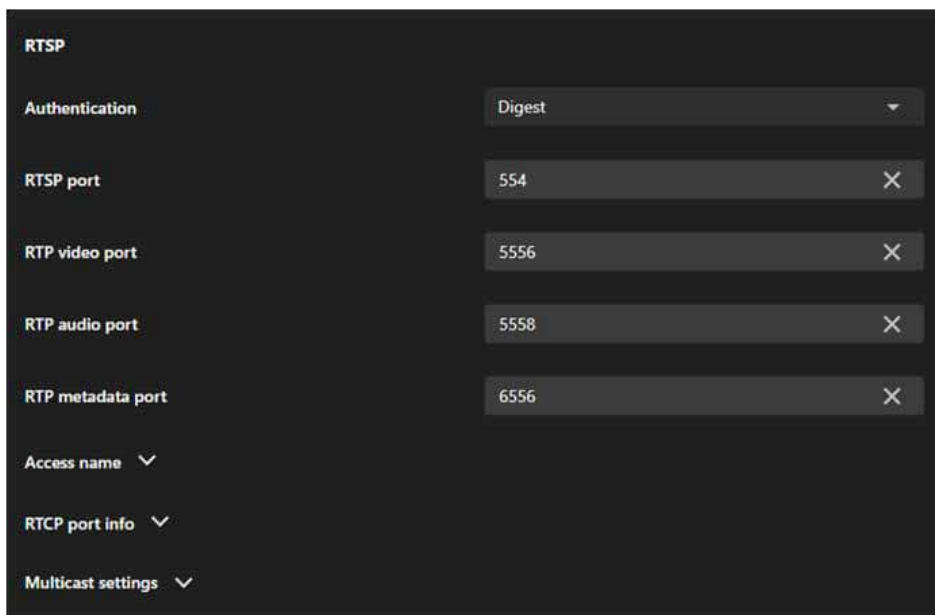 RTSP
Authentication Digest
RTSP port 554
RTP video port 5556
RTP audio port 5558
RTP metadata port 6556
Access name
RTCP port info
Multicast settings